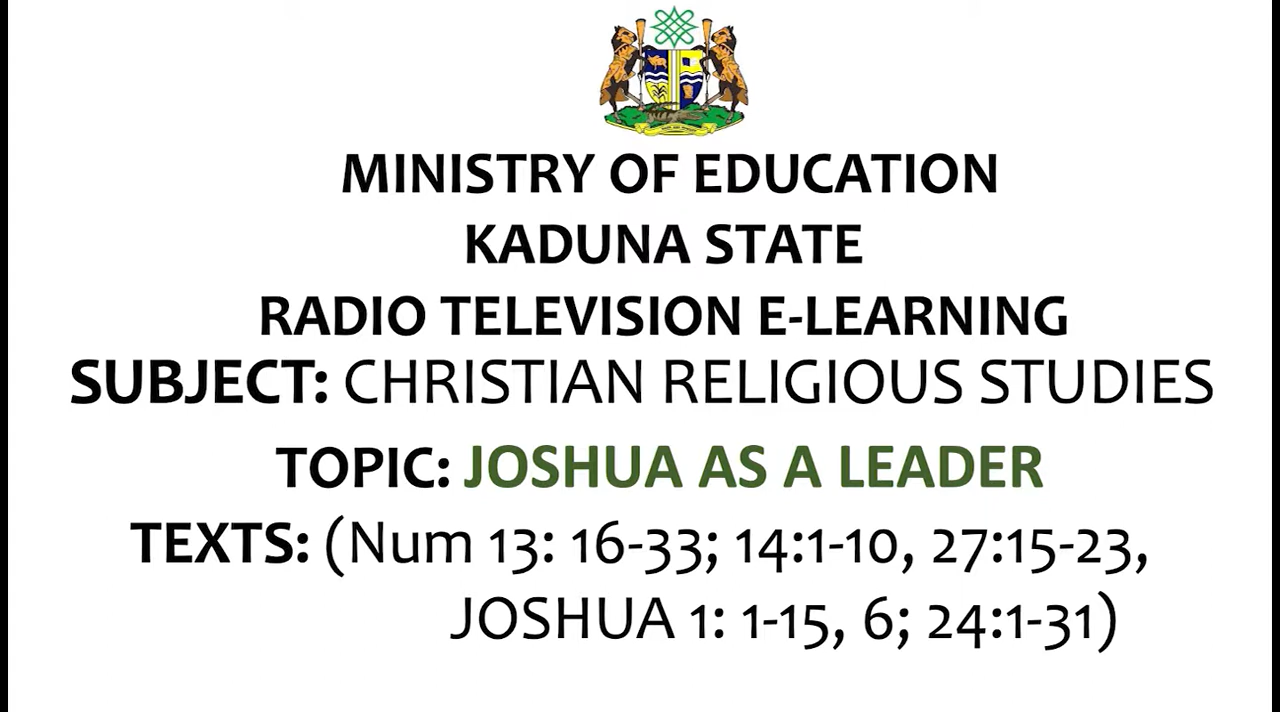 MINISTRY OF EDUCATION
KADUNA STATE
RADIO TELEVISION E-LEARNING
SUBJECT: CHRISTIAN RELIGIOUS STUDIES
TOPIC: JOSHUA AS A LEADER
TEXTS: (Num 13: 16-33; 14:1-10, 27:15-23,
JOSHUA 1: 1-15, 6; 24:1-31)